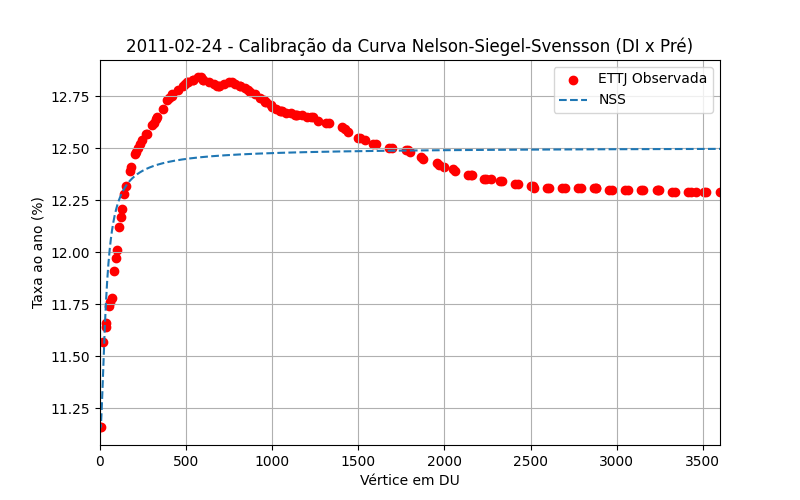 2011-02-24 - Calibração da Curva Nelson-Siegel-Svensson (DI x Pré)
ETTJ Observada
NSS
Taxa ao ano (%)
12.75
12.50
12.25
12.00
11.75
11.50
11.25
0 500 1000 1500 2000 2500 3000 3500
Vértice em DU